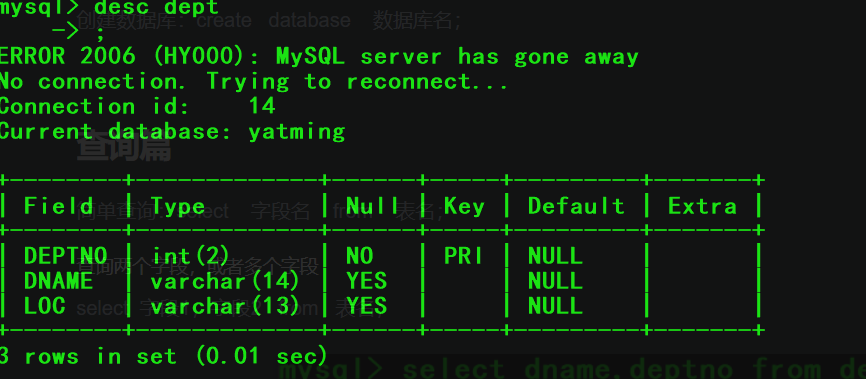 mysql> desc dept
创建数据库: create database 数据库名;
-> ;
ERROR 2006 (HY000): MySQL server has gone away
No connection. Trying to reconnect...
Connection id: 14
Current database: yatming
查询篇
+--------+-------------+------+-----+---------+-------+
| Field | Type | Null | Key | Default | Extra |
简单查询: select 字段名 from 表名;
+--------+-------------+------+-----+---------+-------+
| DEPTNO | int(2) | NO | PRI | NULL | |
查询两个字段,或者多个字段
| DNAME | varchar(14) | YES | | NULL | |
| LOC | varchar(13) | YES | | NULL | |
select 字段 from 表名
+--------+-------------+------+-----+---------+-------+
3 rows in set (0.01 sec)
mysql> select dname,deptno from de